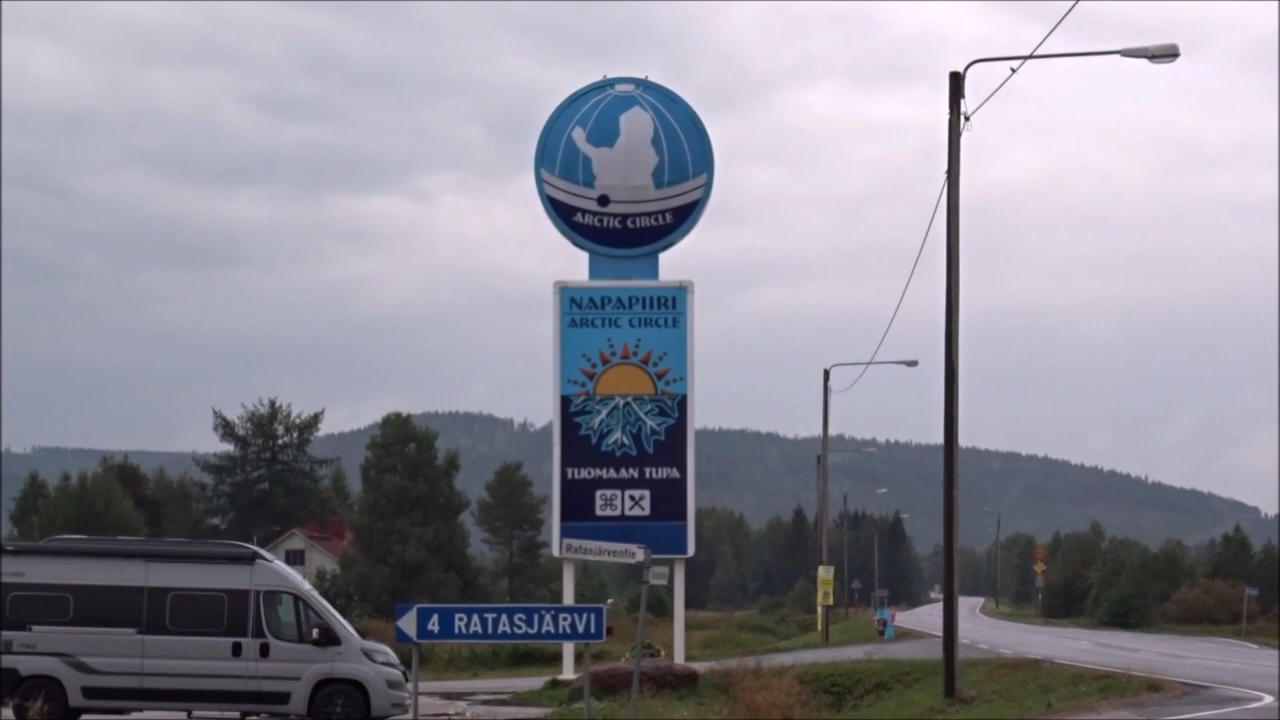 ARCTIC CIRCLE
NAPAPIIRI
ARCTIC CIRCLE
TUOMAAN TUPA
Ratasjärventie
4 RATASJÄRVI